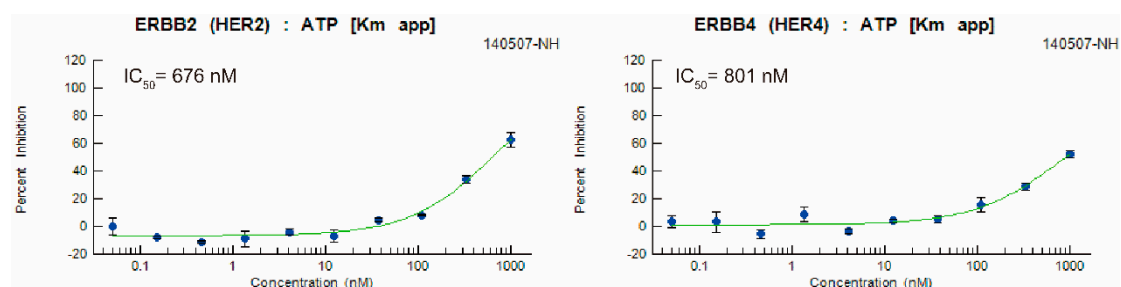 ERBB2 (HER2) : ATP [Km app]
140507-NH
IC50= 676 nM
Percent Inhibition
120
100
80
60
40
20
0
-20
0.1 1 10 100 1000
Concentration (nM)
ERBB4 (HER4) : ATP [Km app]
140507-NH
IC50= 801 nM
Percent Inhibition
120
100
80
60
40
20
0
-20
0.1 1 10 100 1000
Concentration (nM)